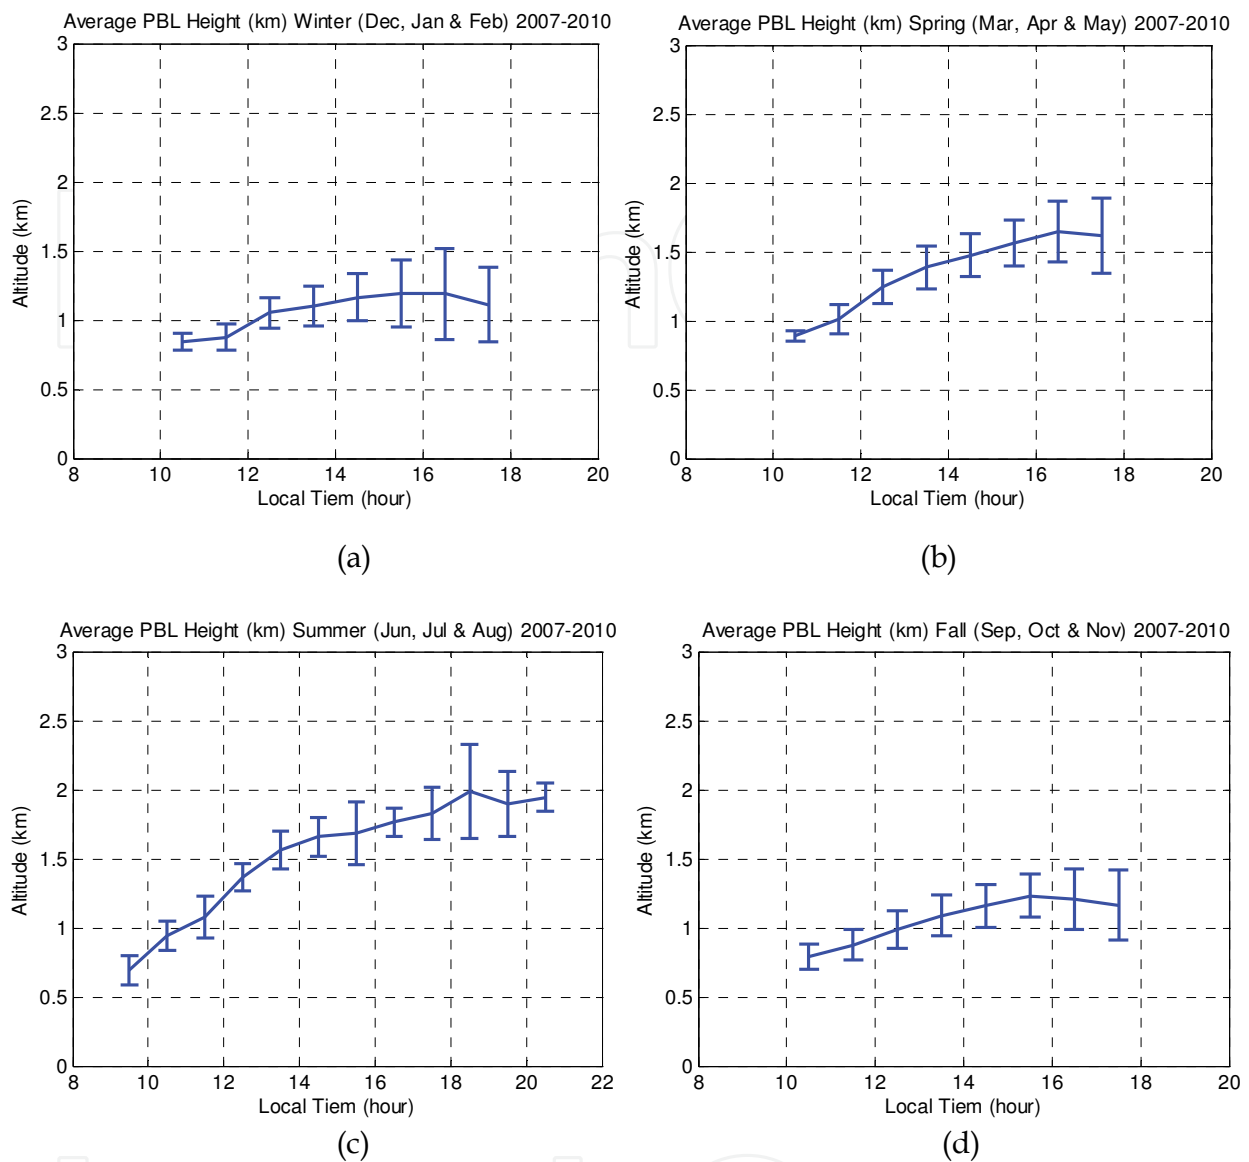 Average PBL Height (km) Winter (Dec, Jan & Feb) 2007-2010
3
2.5
2
1.5
1
0.5
0
Altitude (km)
8 10 12 14 16 18 20
Local Tiem (hour)
(a)
Average PBL Height (km) Spring (Mar, Apr & May) 2007-2010
3
2.5
2
1.5
1
0.5
0
Altitude (km)
8 10 12 14 16 18 20
Local Tiem (hour)
(b)
Average PBL Height (km) Summer (Jun, Jul & Aug) 2007-2010
3
2.5
2
1.5
1
0.5
0
Altitude (km)
8 10 12 14 16 18 20 22
Local Tiem (hour)
(c)
Average PBL Height (km) Fall (Sep, Oct & Nov) 2007-2010
3
2.5
2
1.5
1
0.5
0
Altitude (km)
8 10 12 14 16 18 20
Local Tiem (hour)
(d)